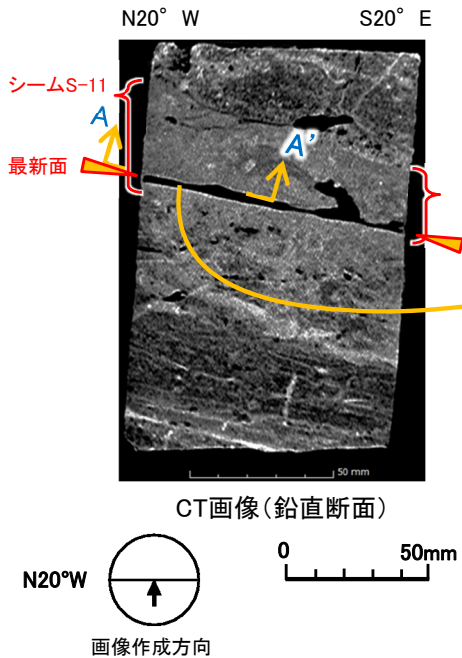 N20° W
S20° E
シームS-11
A
A’
最新面
50 mm
CT画像(鉛直断面)
0
50mm
N20°W
画像作成方向